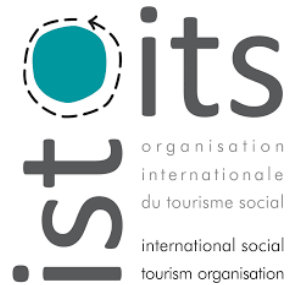 its
ist
organisation
internationale
du tourisme social
international social
tourism organisation